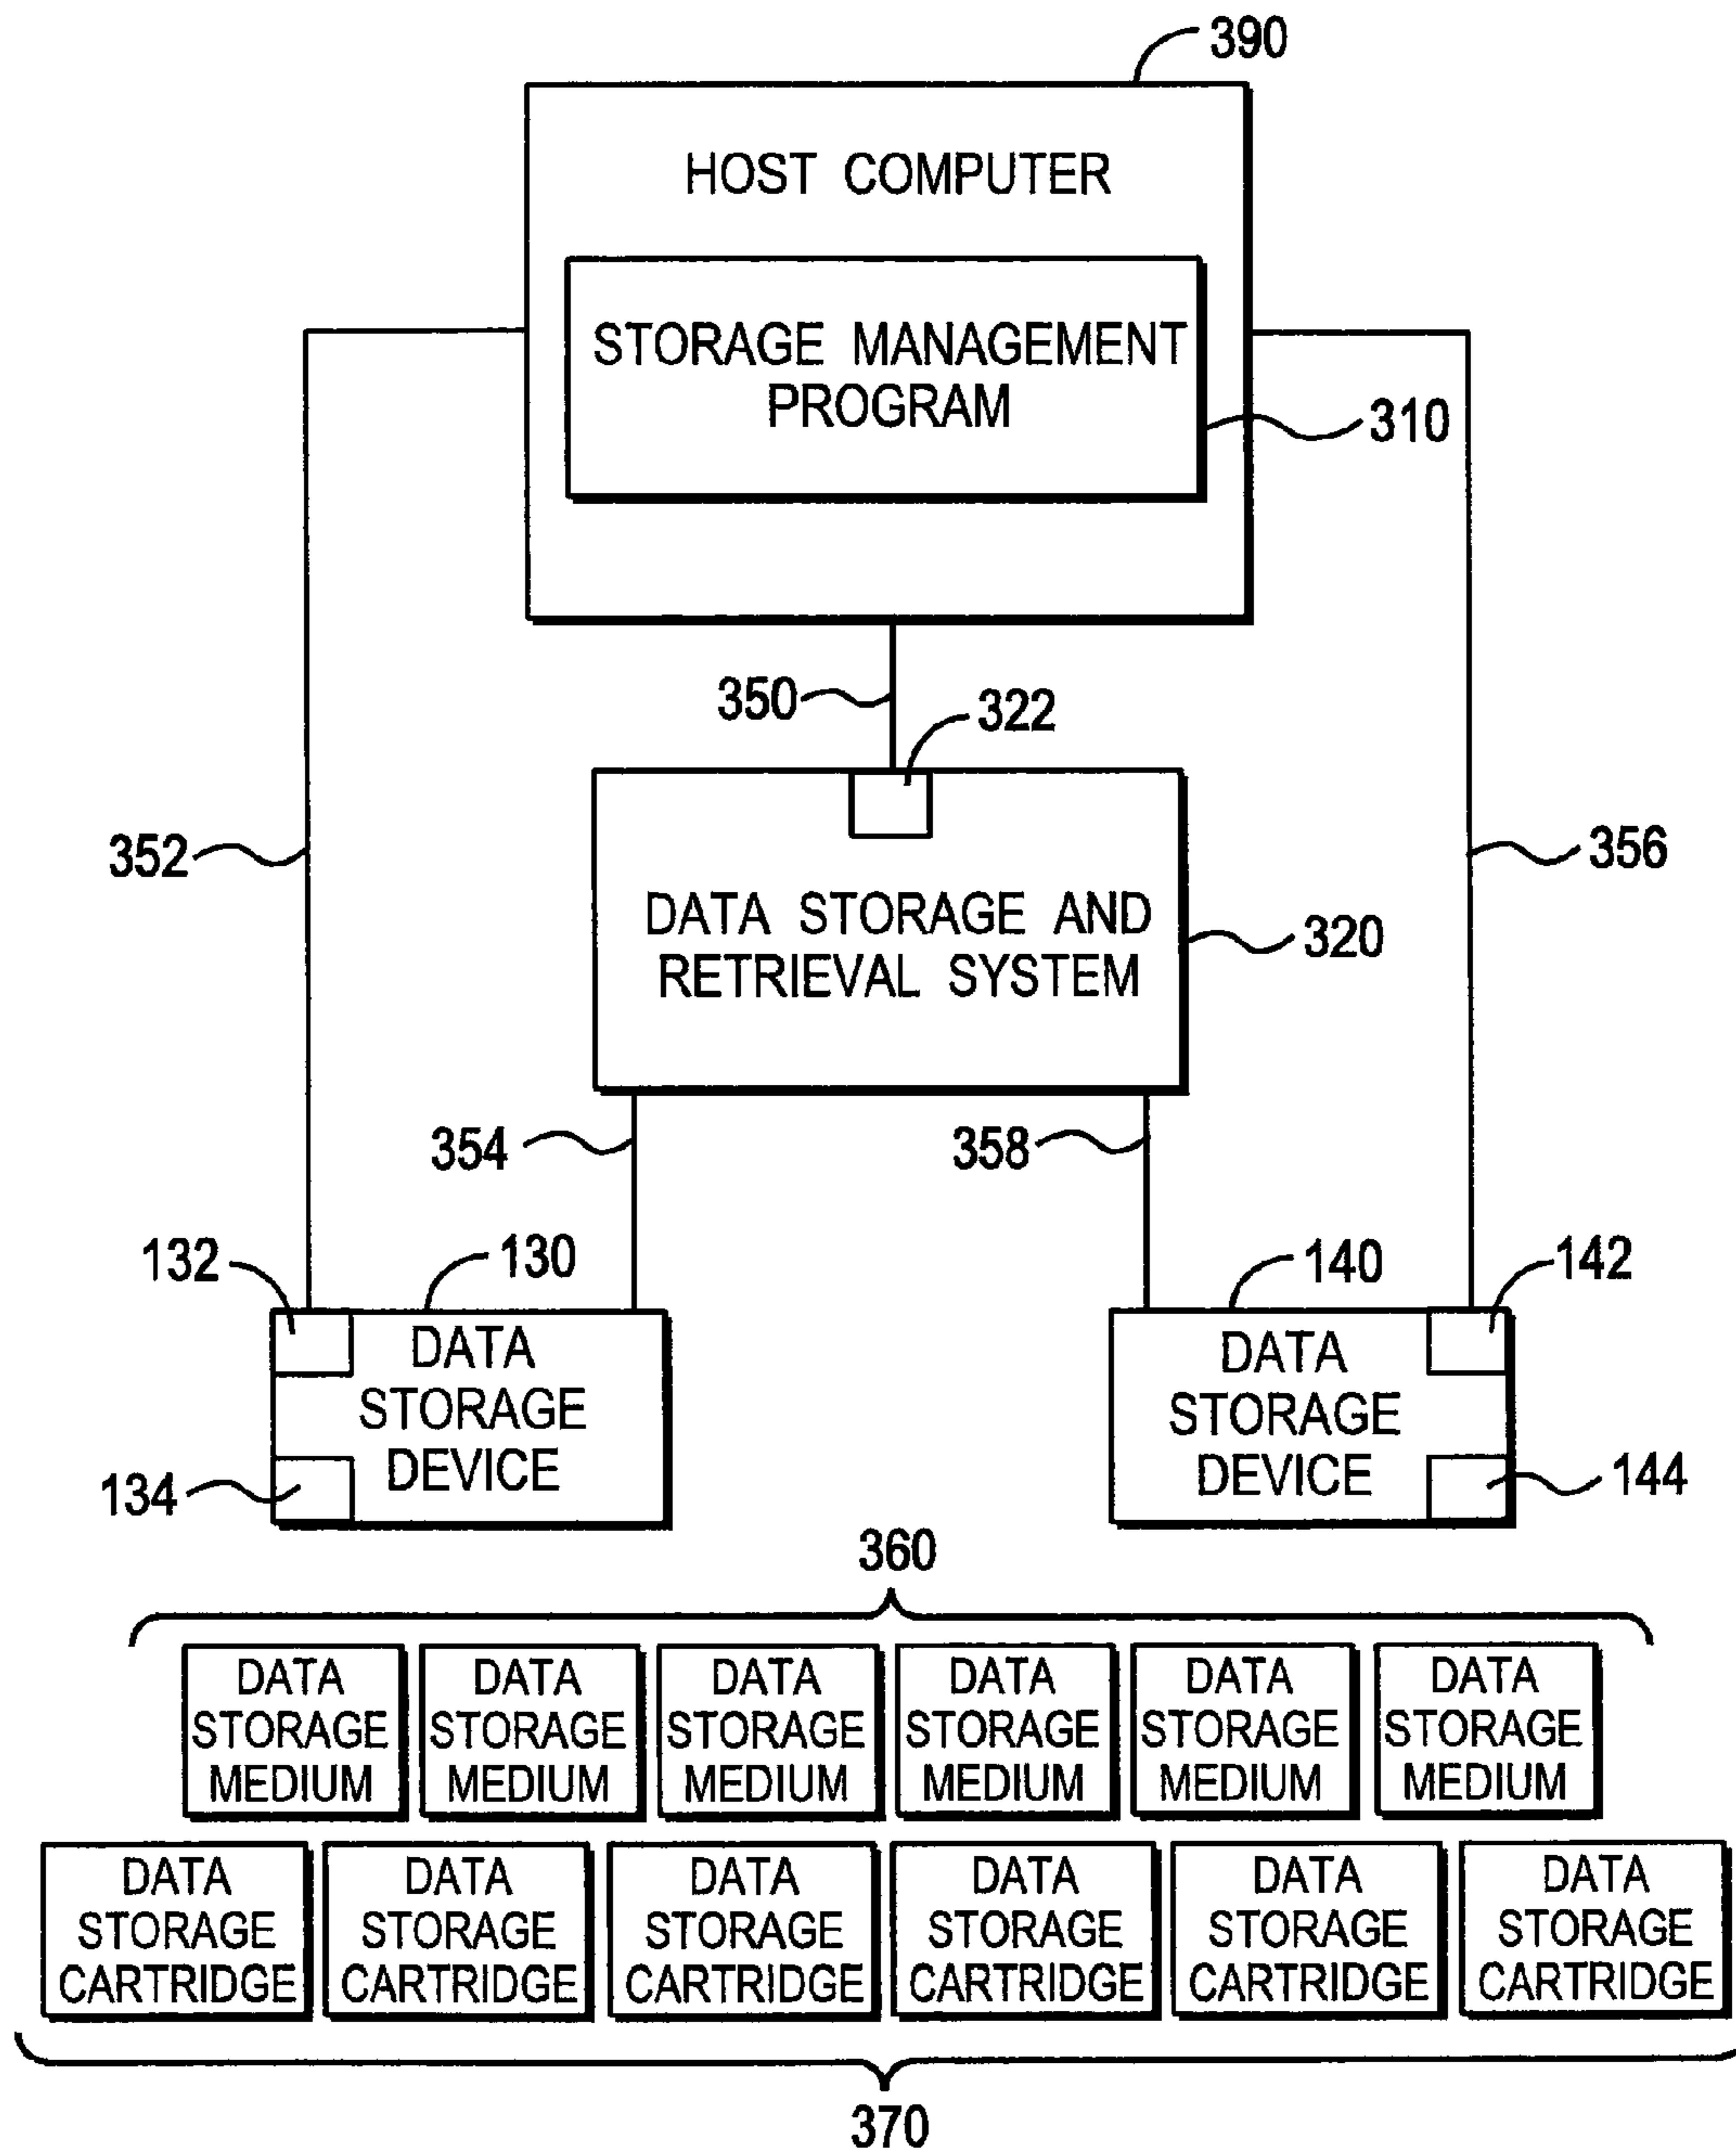 390
HOST COMPUTER
STORAGE MANAGEMENT
PROGRAM
310
350
322
352
356
DATA STORAGE AND
RETRIEVAL SYSTEM
320
354
358
132
130
140
142
DATA
STORAGE
DEVICE
134
DATA
STORAGE
DEVICE
144
360
DATA
STORAGE
MEDIUM
DATA
STORAGE
MEDIUM
DATA
STORAGE
MEDIUM
DATA
STORAGE
MEDIUM
DATA
STORAGE
MEDIUM
DATA
STORAGE
MEDIUM
DATA
STORAGE
CARTRIDGE
DATA
STORAGE
CARTRIDGE
DATA
STORAGE
CARTRIDGE
DATA
STORAGE
CARTRIDGE
DATA
STORAGE
CARTRIDGE
DATA
STORAGE
CARTRIDGE
370